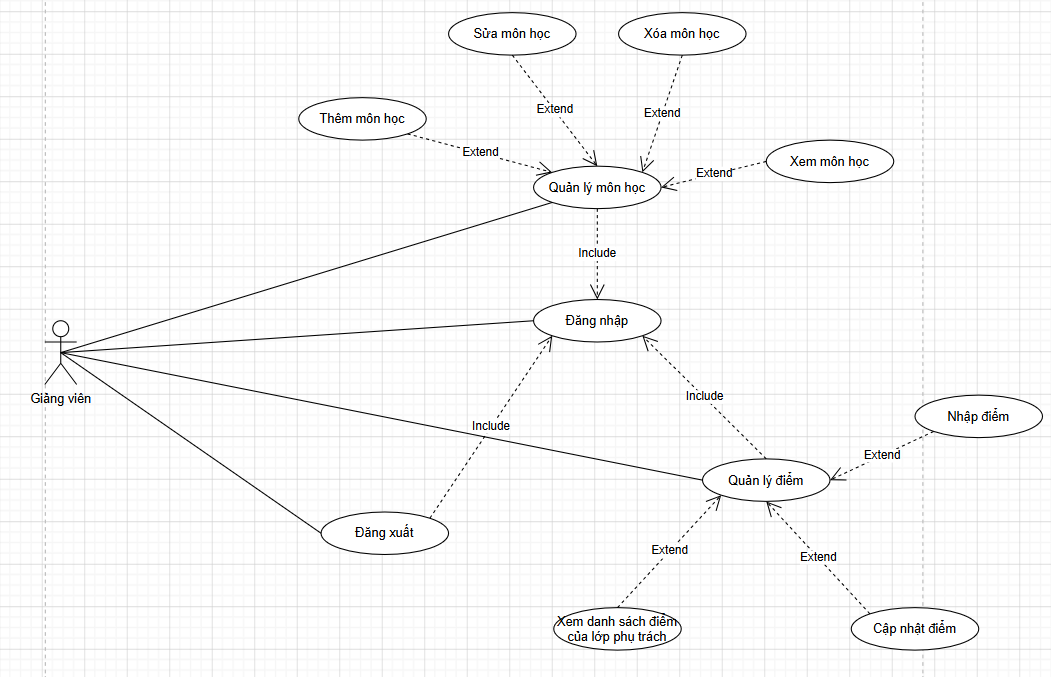 Sửa môn học
Xóa môn học
Extend
Extend
Thêm môn học
Extend
Xem môn học
Extend
Quản lý môn học
Include
Đăng nhập
Giảng viên
Include
Include
Nhập điểm
Extend
Quản lý điểm
Đăng xuất
Extend
Extend
Xem danh sách điểm
của lớp phụ trách
Cập nhật điểm